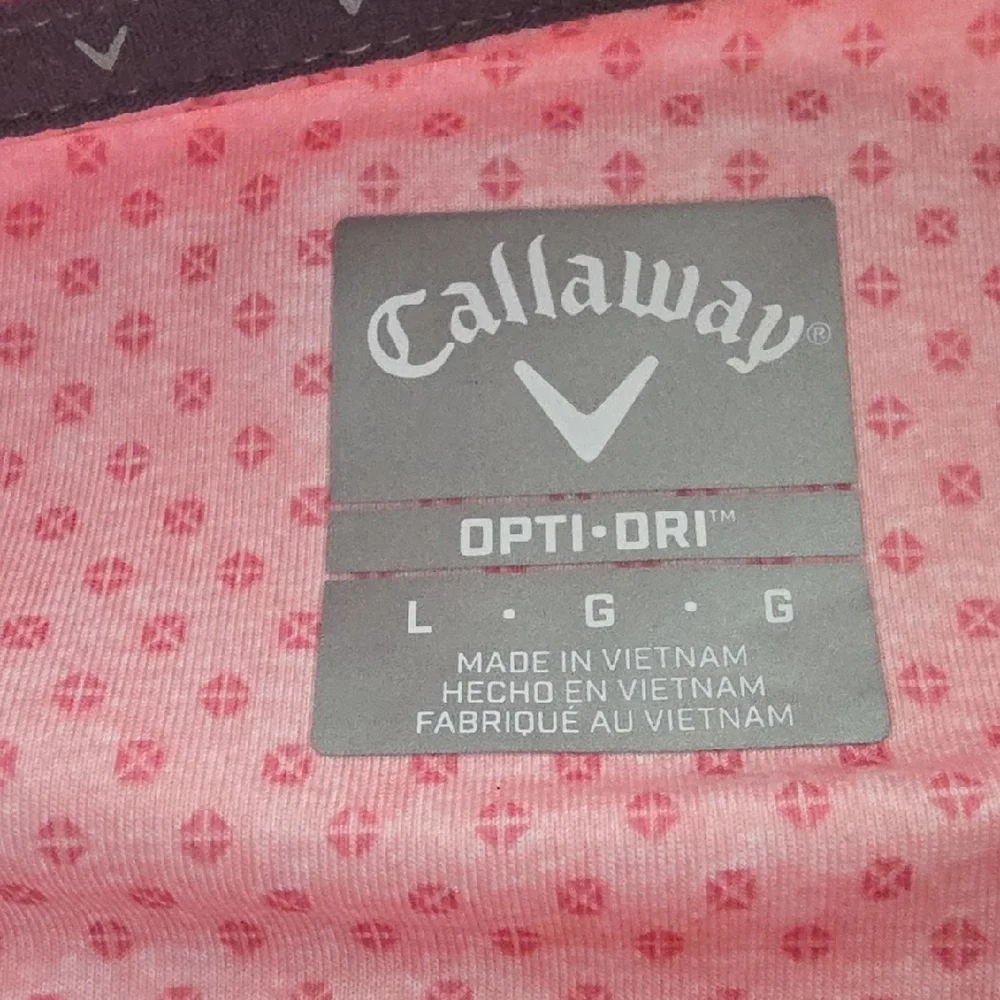 Callaway®
OPTI•DRI™
L • G • G
MADE IN VIETNAM
HECHO EN VIETNAM
FABRIQUÉ AU VIETNAM